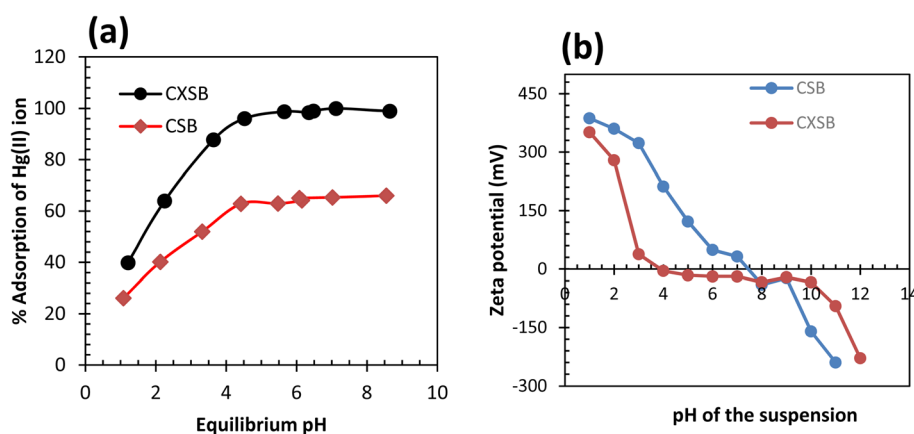 (a)
120
100
80
60
40
20
0
0 2 4 6 8 10
% Adsorption of Hg(II) ion
Equilibrium pH
CXSB
CSB
(b)
450
300
150
0
-150
-300
0 2 4 6 8 10 12 14
Zeta potential (mV)
pH of the suspension
CSB
CXSB